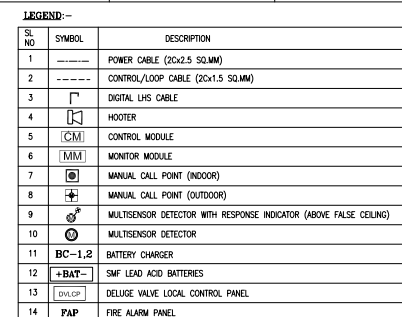 LEGEND:-
SL NO SYMBOL DESCRIPTION
1 POWER CABLE (2Cx2.5 SQ.MM)
2 CONTROL/LOOP CABLE (2Cx1.5 SQ.MM)
3 DIGITAL LHS CABLE
4 HOOTER
5 CM CONTROL MODULE
6 MM MONITOR MODULE
7 MANUAL CALL POINT (INDOOR)
8 MANUAL CALL POINT (OUTDOOR)
9 MULTISENSOR DETECTOR WITH RESPONSE INDICATOR (ABOVE FALSE CEILING)
10 M MULTISENSOR DETECTOR
11 BC-1,2 BATTERY CHARGER
12 +BAT- SMF LEAD ACID BATTERIES
13 DVLCP DELUGE VALVE LOCAL CONTROL PANEL
14 FAP FIRE ALARM PANEL